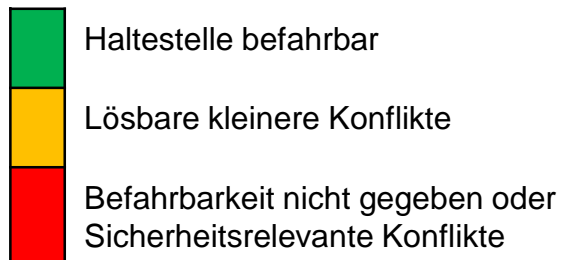 Haltestelle befahrbar
Lösbare kleinere Konflikte
Befahrbarkeit nicht gegeben oder
Sicherheitsrelevante Konflikte